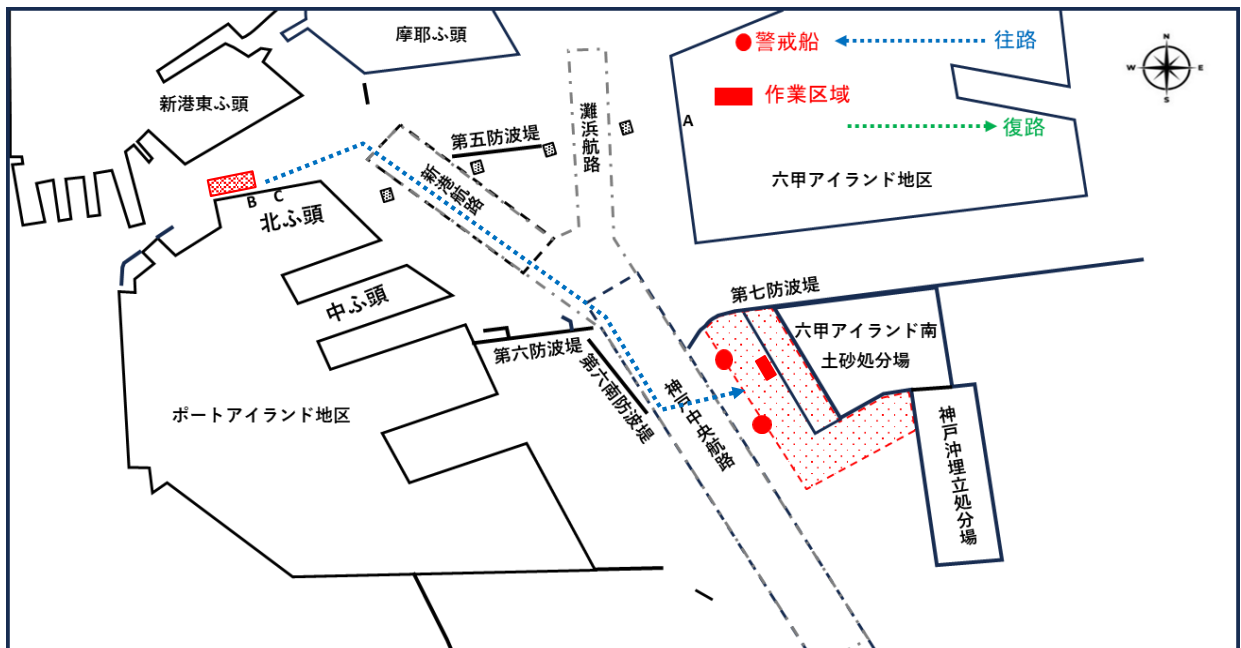 摩耶ふ頭
警戒船
往路
N
W
E
S
新港東ふ頭
作業区域
灘浜航路
A
復路
第五防波堤
新港航路
六甲アイランド地区
B
C
北ふ頭
中ふ頭
第七防波堤
六甲アイランド南
土砂処分場
第六防波堤
第六南防波堤
神戸中央航路
ポートアイランド地区
神戸沖埋立処分場